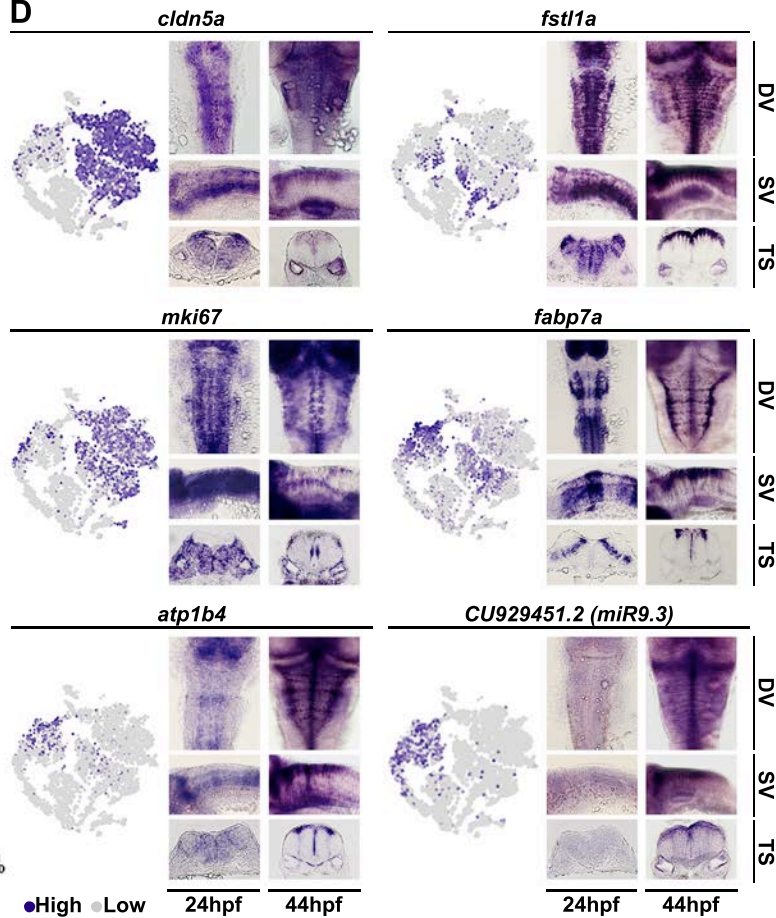 D
cldn5a
fstl1a
DV
SV
TS
mki67
fabp7a
DV
SV
TS
atp1b4
CU929451.2 (miR9.3)
DV
SV
TS
High Low 24hpf 44hpf 24hpf 44hpf